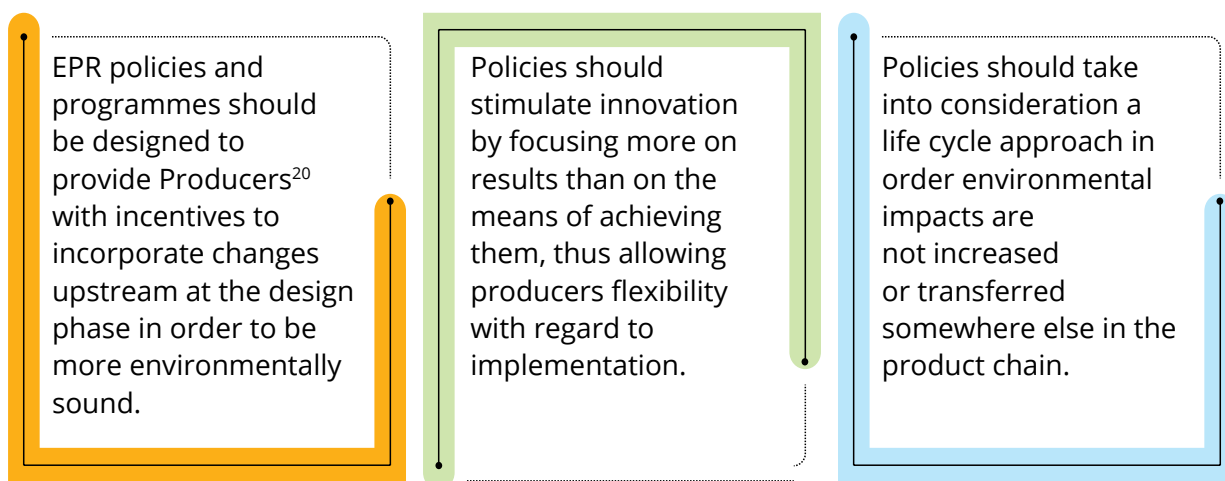 EPR policies and
programmes should
be designed to
provide Producers20
with incentives to
incorporate changes
upstream at the design
phase in order to be
more environmentally
sound.
Policies should
stimulate innovation
by focusing more on
results than on the
means of achieving
them, thus allowing
producers flexibility
with regard to
implementation.
Policies should take
into consideration a
life cycle approach in
order environmental
impacts are
not increased
or transferred
somewhere else in the
product chain.